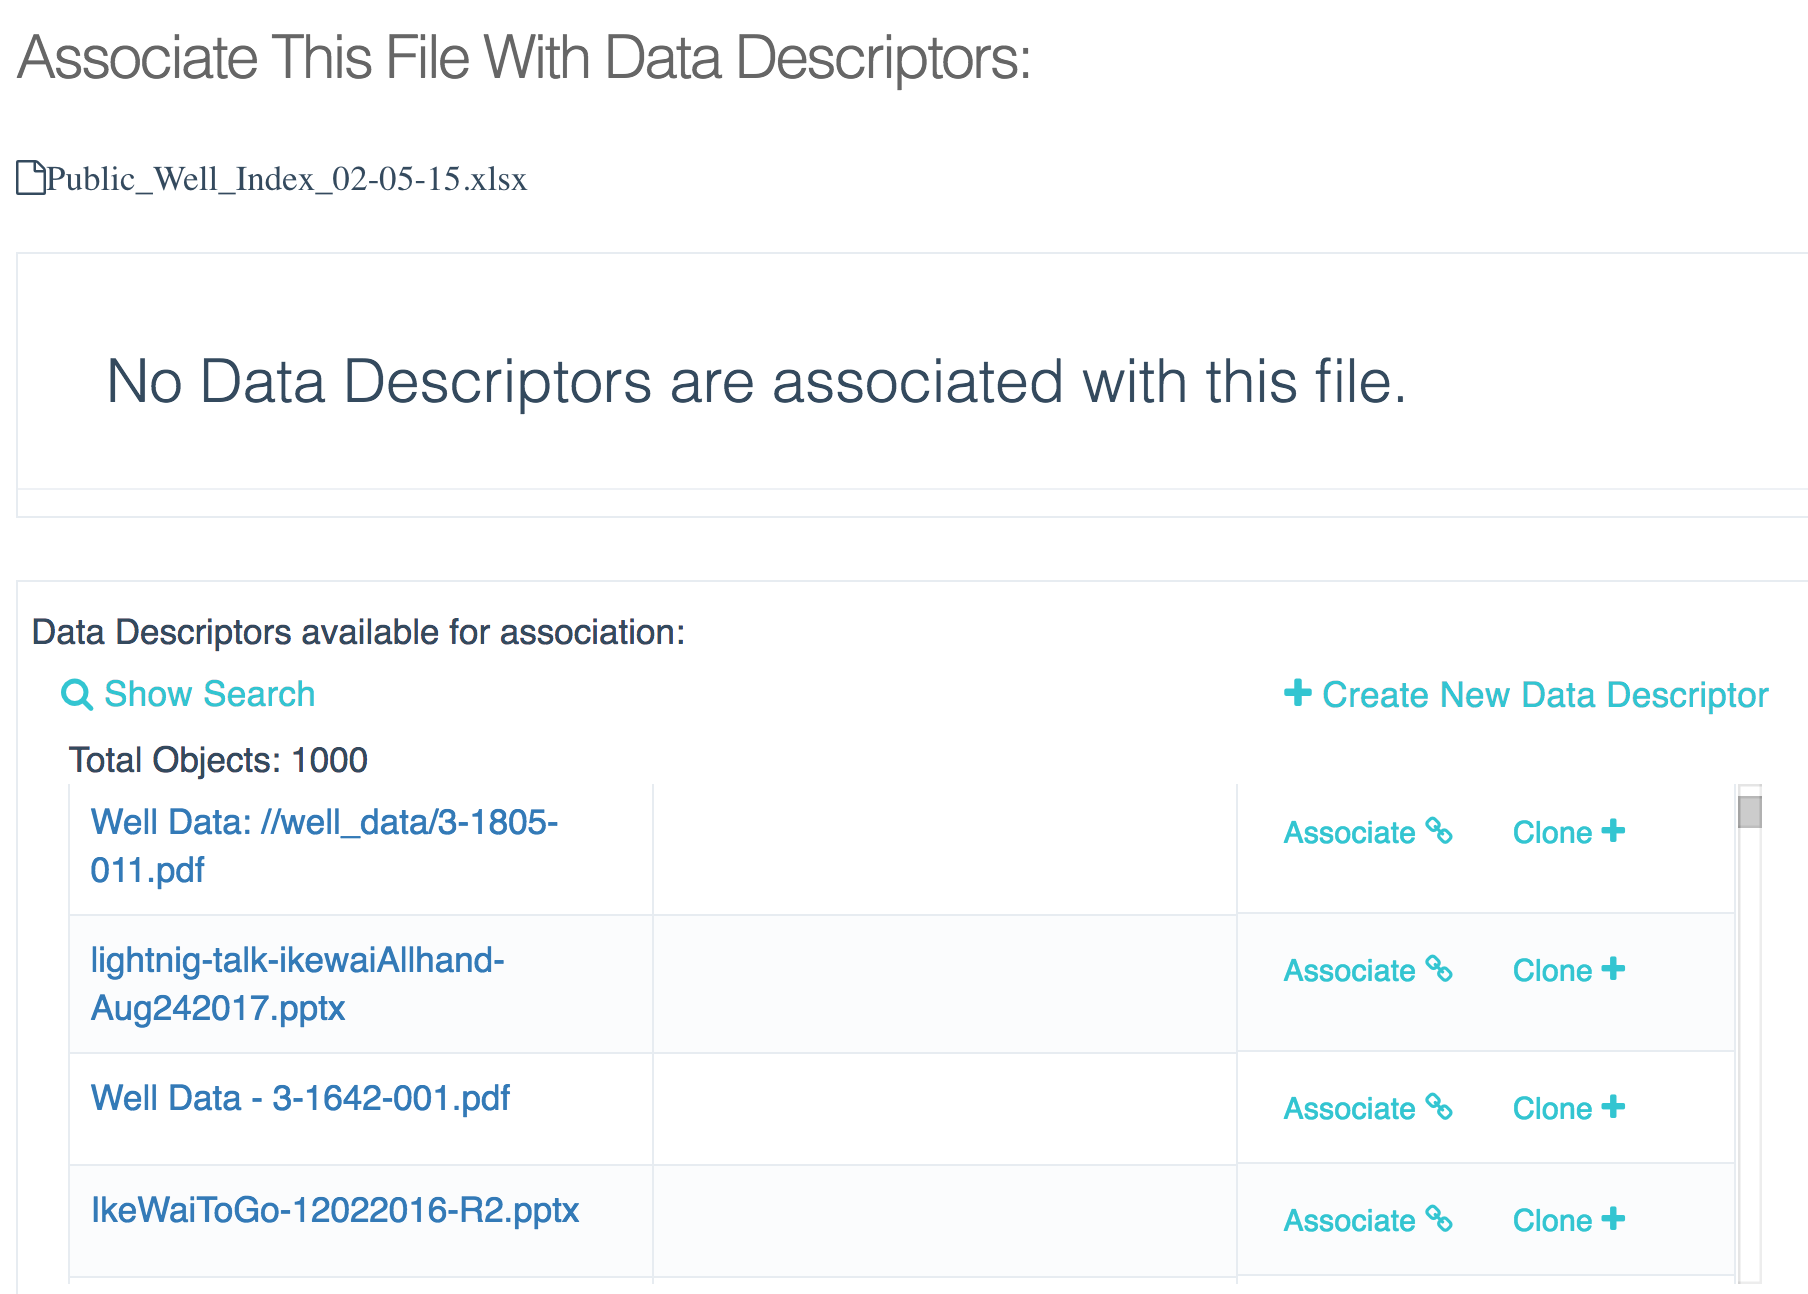 Associate This File With Data Descriptors:
Public_Well_Index_02-05-15.xlsx
No Data Descriptors are associated with this file.
Data Descriptors available for association:
Show Search
Create New Data Descriptor
Total Objects: 1000
Well Data: //well_data/3-1805-
011.pdf
Associate
Clone
lightnig-talk-ikewaiAllhand-
Aug242017.pptx
Associate
Clone
Well Data - 3-1642-001.pdf
Associate
Clone
IkeWaiToGo-12022016-R2.pptx
Associate
Clone